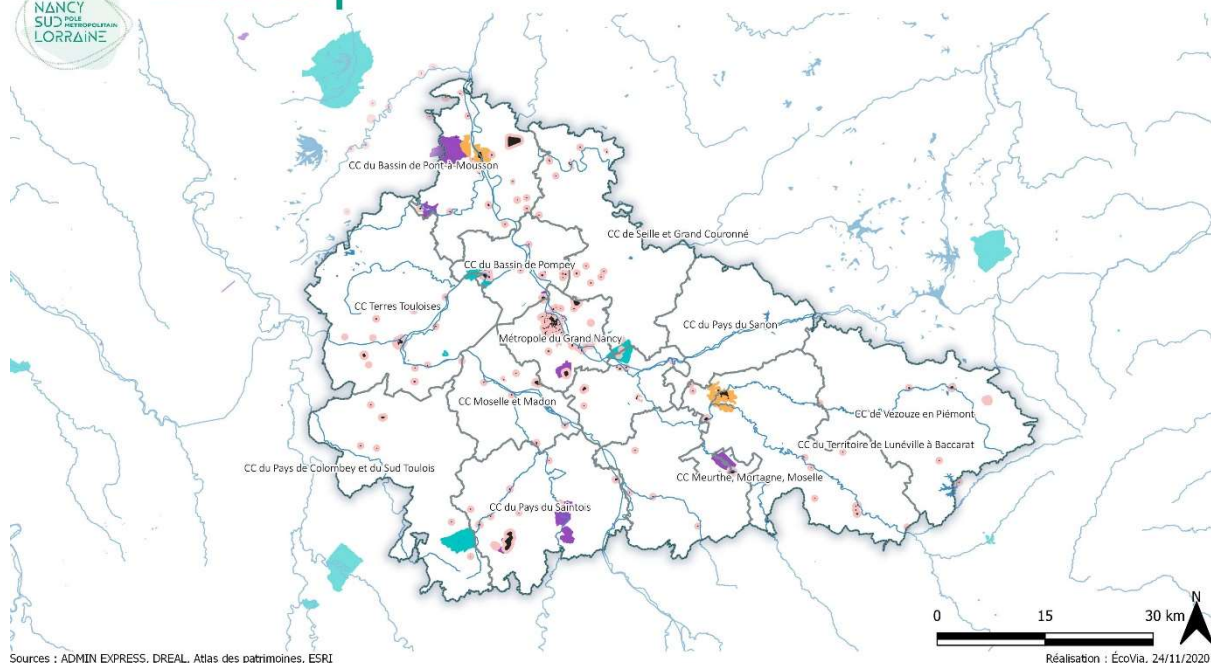 NANCY
SUD PÔLE
MÉTROPOLITAIN
LORRAINE
CC du Bassin de Pont-à-Mousson
CC de Seille et Grand Couronné
CC du Bassin de Pompey
CC Terres Touloises
CC du Pays du Sânon
Métropole du Grand Nancy
CC Moselle et Madon
CC de Vezouze en Piémont
CC du Territoire de Lunéville à Baccarat
CC du Pays de Colombey et du Sud Toulois
CC Meurthe, Mortagne, Moselle
CC du Pays du Saintois
N
0 15 30 km
Sources : ADMIN EXPRESS, DREAL, Atlas des patrimoines, ESRI
Réalisation : ÉcoVia, 24/11/2020